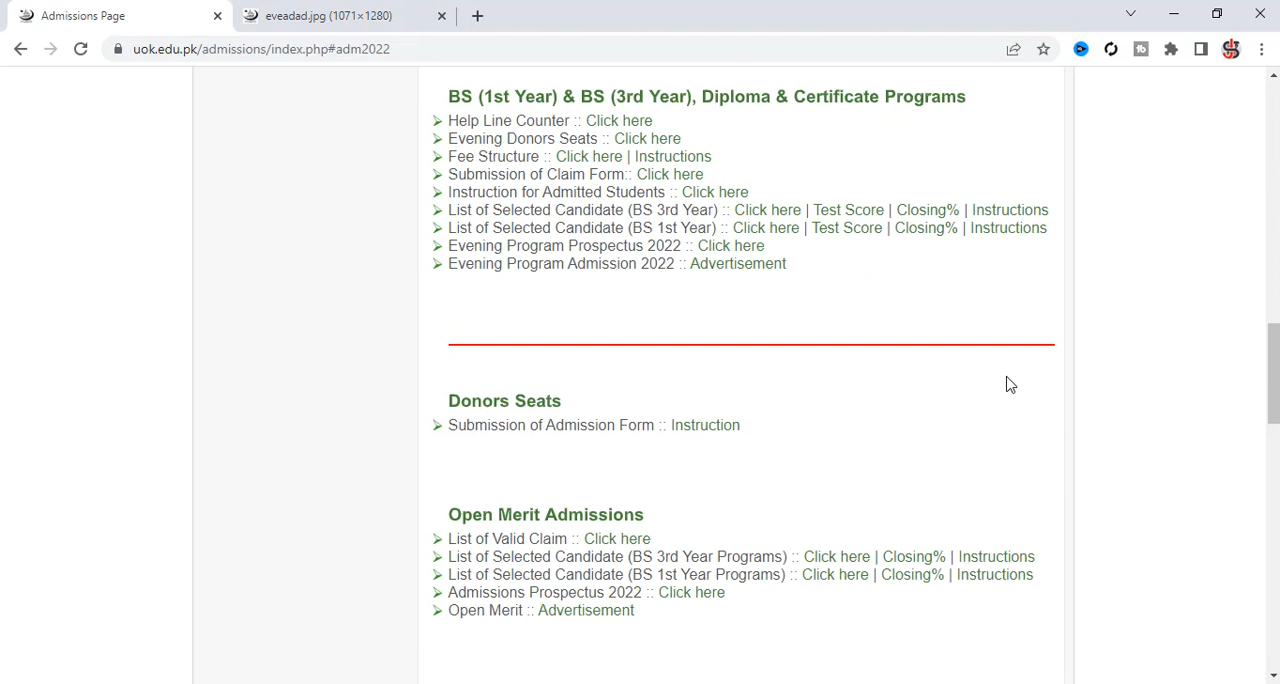 Admissions Page
eveadad.jpg (1071×1280)
uok.edu.pk/admissions/index.php#adm2022
BS (1st Year) & BS (3rd Year), Diploma & Certificate Programs
Help Line Counter :: Click here
Evening Donors Seats :: Click here
Fee Structure :: Click here | Instructions
Submission of Claim Form:: Click here
Instruction for Admitted Students :: Click here
List of Selected Candidate (BS 3rd Year) :: Click here | Test Score | Closing% | Instructions
List of Selected Candidate (BS 1st Year) :: Click here | Test Score | Closing% | Instructions
Evening Program Prospectus 2022 :: Click here
Evening Program Admission 2022 :: Advertisement
Donors Seats
Submission of Admission Form :: Instruction
Open Merit Admissions
List of Valid Claim :: Click here
List of Selected Candidate (BS 3rd Year Programs) :: Click here | Closing% | Instructions
List of Selected Candidate (BS 1st Year Programs) :: Click here | Closing% | Instructions
Admissions Prospectus 2022 :: Click here
Open Merit :: Advertisement